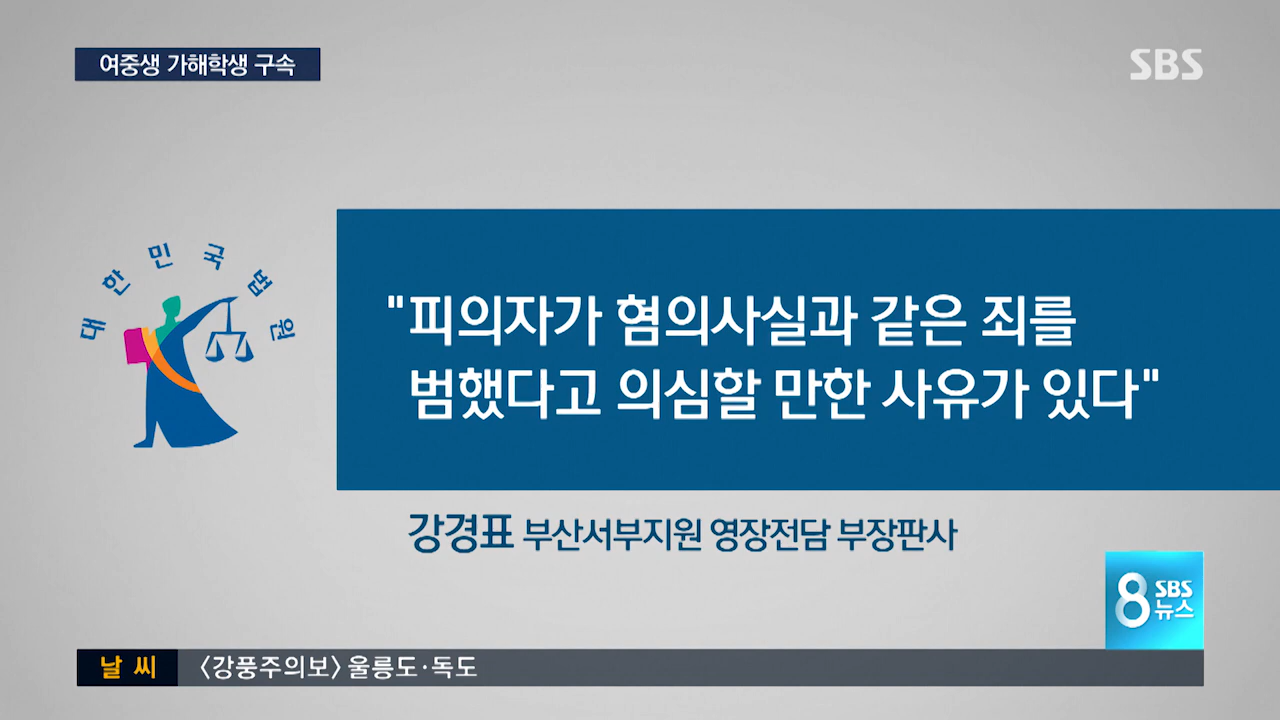 여중생 가해학생 구속
SBS
대한민국법원
"피의자가 혐의사실과 같은 죄를
범했다고 의심할 만한 사유가 있다"
강경표 부산서부지원 영장전담 부장판사
8 SBS
뉴스
날씨 〈강풍주의보〉 울릉도·독도